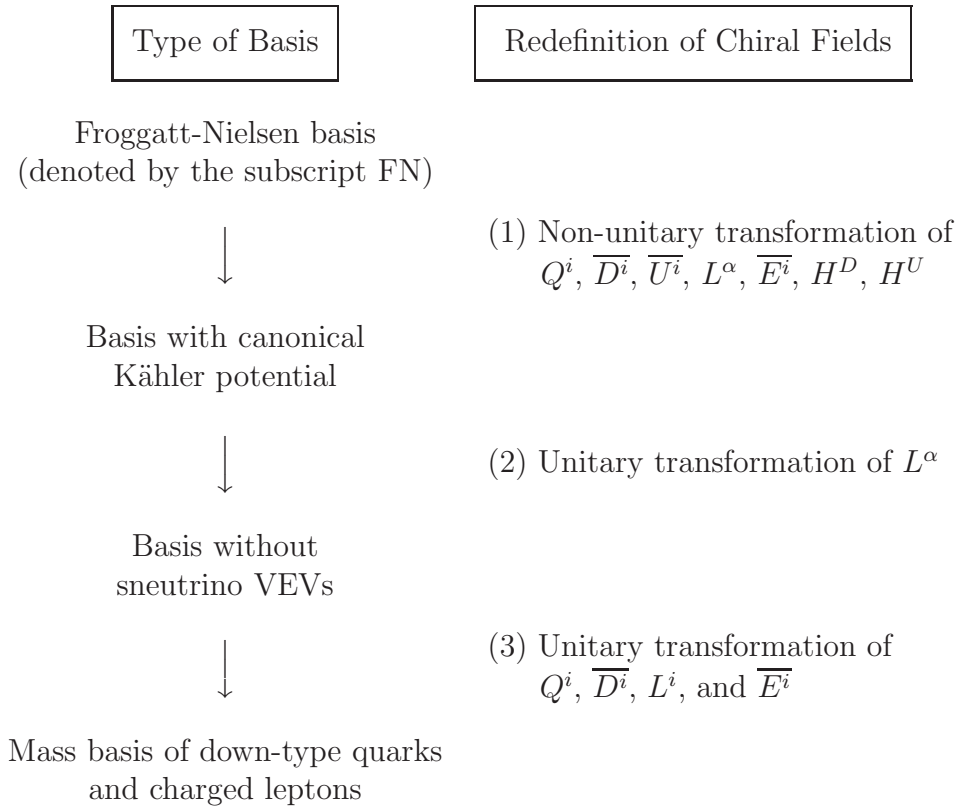 Type of Basis
Redefinition of Chiral Fields
Froggatt-Nielsen basis
(denoted by the subscript FN)
(1) Non-unitary transformation of
$Q^i$, $\overline{D^i}$, $\overline{U^i}$, $L^\alpha$, $\overline{E^i}$, $H^D$, $H^U$
Basis with canonical
Kähler potential
(2) Unitary transformation of $L^\alpha$
Basis without
sneutrino VEVs
(3) Unitary transformation of
$Q^i$, $\overline{D^i}$, $L^i$, and $\overline{E^i}$
Mass basis of down-type quarks
and charged leptons